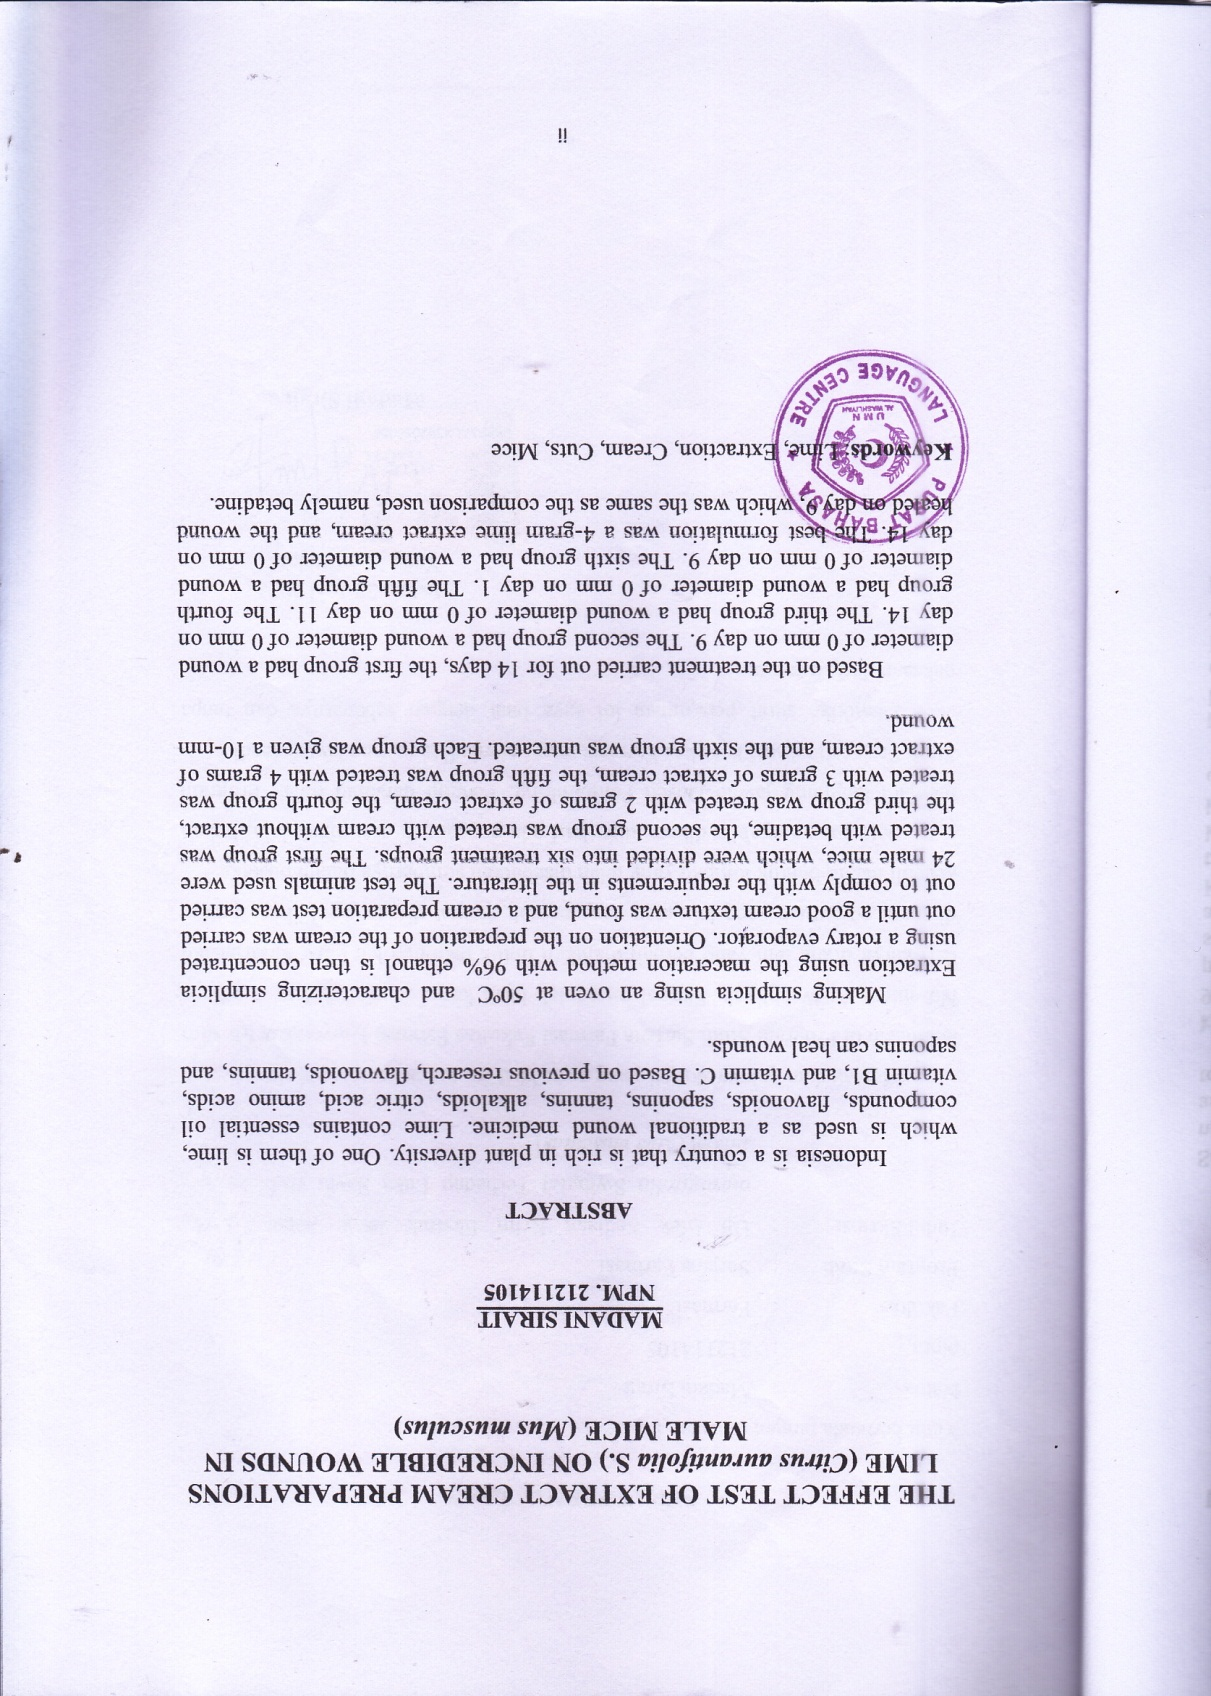 THE EFFECT TEST OF EXTRACT CREAM PREPARATIONS
LIME (Citrus aurantifolia S.) ON INCREDIBLE WOUNDS IN
MALE MICE (Mus musculus)
MADANI SIRAIT
NPM. 212114105
ABSTRACT
Indonesia is a country that is rich in plant diversity. One of them is lime,
which is used as a traditional wound medicine. Lime contains essential oil
compounds, flavonoids, saponins, tannins, alkaloids, citric acid, amino acids,
vitamin B1, and vitamin C. Based on previous research, flavonoids, tannins, and
saponins can heal wounds.
Making simplicia using an oven at 50ºC and characterizing simplicia
Extraction using the maceration method with 96% ethanol is then concentrated
using a rotary evaporator. Orientation on the preparation of the cream was carried
out until a good cream texture was found, and a cream preparation test was carried
out to comply with the requirements in the literature. The test animals used were
24 male mice, which were divided into six treatment groups. The first group was
treated with betadine, the second group was treated with cream without extract,
the third group was treated with 2 grams of extract cream, the fourth group was
treated with 3 grams of extract cream, the fifth group was treated with 4 grams of
extract cream, and the sixth group was untreated. Each group was given a 10-mm
wound.
Based on the treatment carried out for 14 days, the first group had a wound
diameter of 0 mm on day 9. The second group had a wound diameter of 0 mm on
day 14. The third group had a wound diameter of 0 mm on day 11. The fourth
group had a wound diameter of 0 mm on day 1. The fifth group had a wound
diameter of 0 mm on day 9. The sixth group had a wound diameter of 0 mm on
day 14. The best formulation was a 4-gram lime extract cream, and the wound
healed on day 9, which was the same as the comparison used, namely betadine.
Keywords: Lime, Extraction, Cream, Cuts, Mice
PUSAT BAHASA
UMN
AL WASHLIYAH
LANGUAGE CENTRE
ii